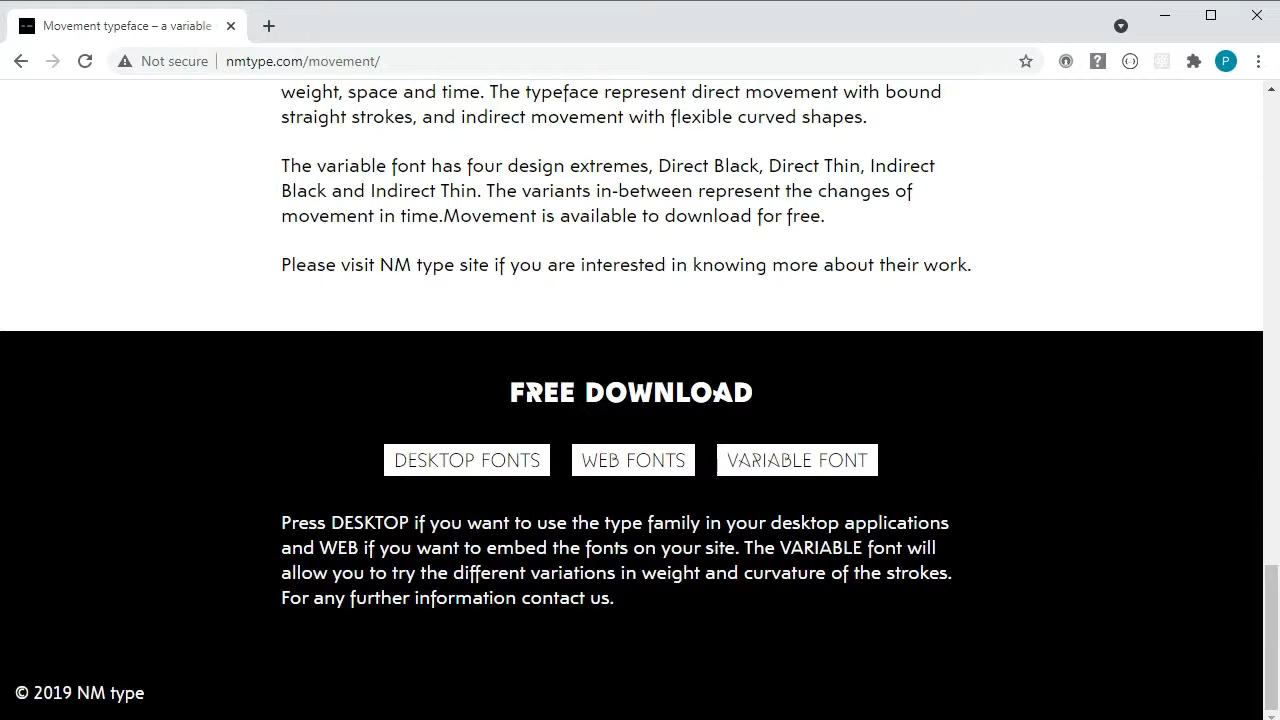 Movement typeface – a variable
Not secure
nmtype.com/movement/
P
weight, space and time. The typeface represent direct movement with bound
straight strokes, and indirect movement with flexible curved shapes.
The variable font has four design extremes, Direct Black, Direct Thin, Indirect
Black and Indirect Thin. The variants in-between represent the changes of
movement in time.Movement is available to download for free.
Please visit NM type site if you are interested in knowing more about their work.
FREE DOWNLOAD
DESKTOP FONTS WEB FONTS VARIABLE FONT
Press DESKTOP if you want to use the type family in your desktop applications
and WEB if you want to embed the fonts on your site. The VARIABLE font will
allow you to try the different variations in weight and curvature of the strokes.
For any further information contact us.
© 2019 NM type